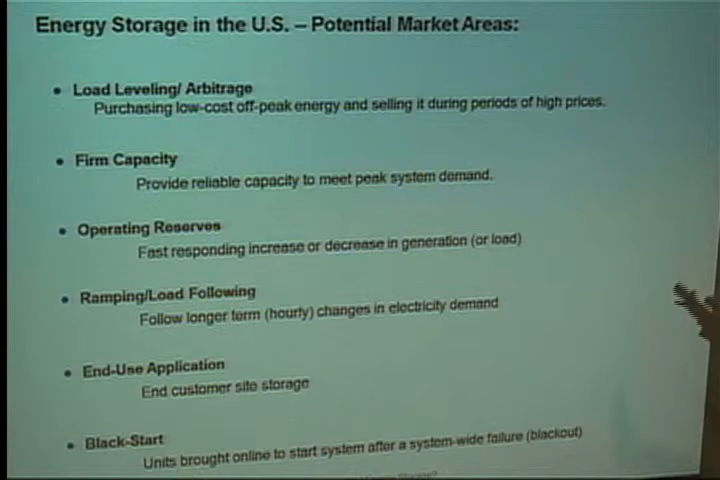 Energy Storage in the U.S. – Potential Market Areas:
• Load Leveling/ Arbitrage
Purchasing low-cost off-peak energy and selling it during periods of high prices.
• Firm Capacity
Provide reliable capacity to meet peak system demand.
• Operating Reserves
Fast responding increase or decrease in generation (or load)
• Ramping/Load Following
Follow longer term (hourly) changes in electricity demand
• End-Use Application
End customer site storage
• Black-Start
Units brought online to start system after a system-wide failure (blackout)